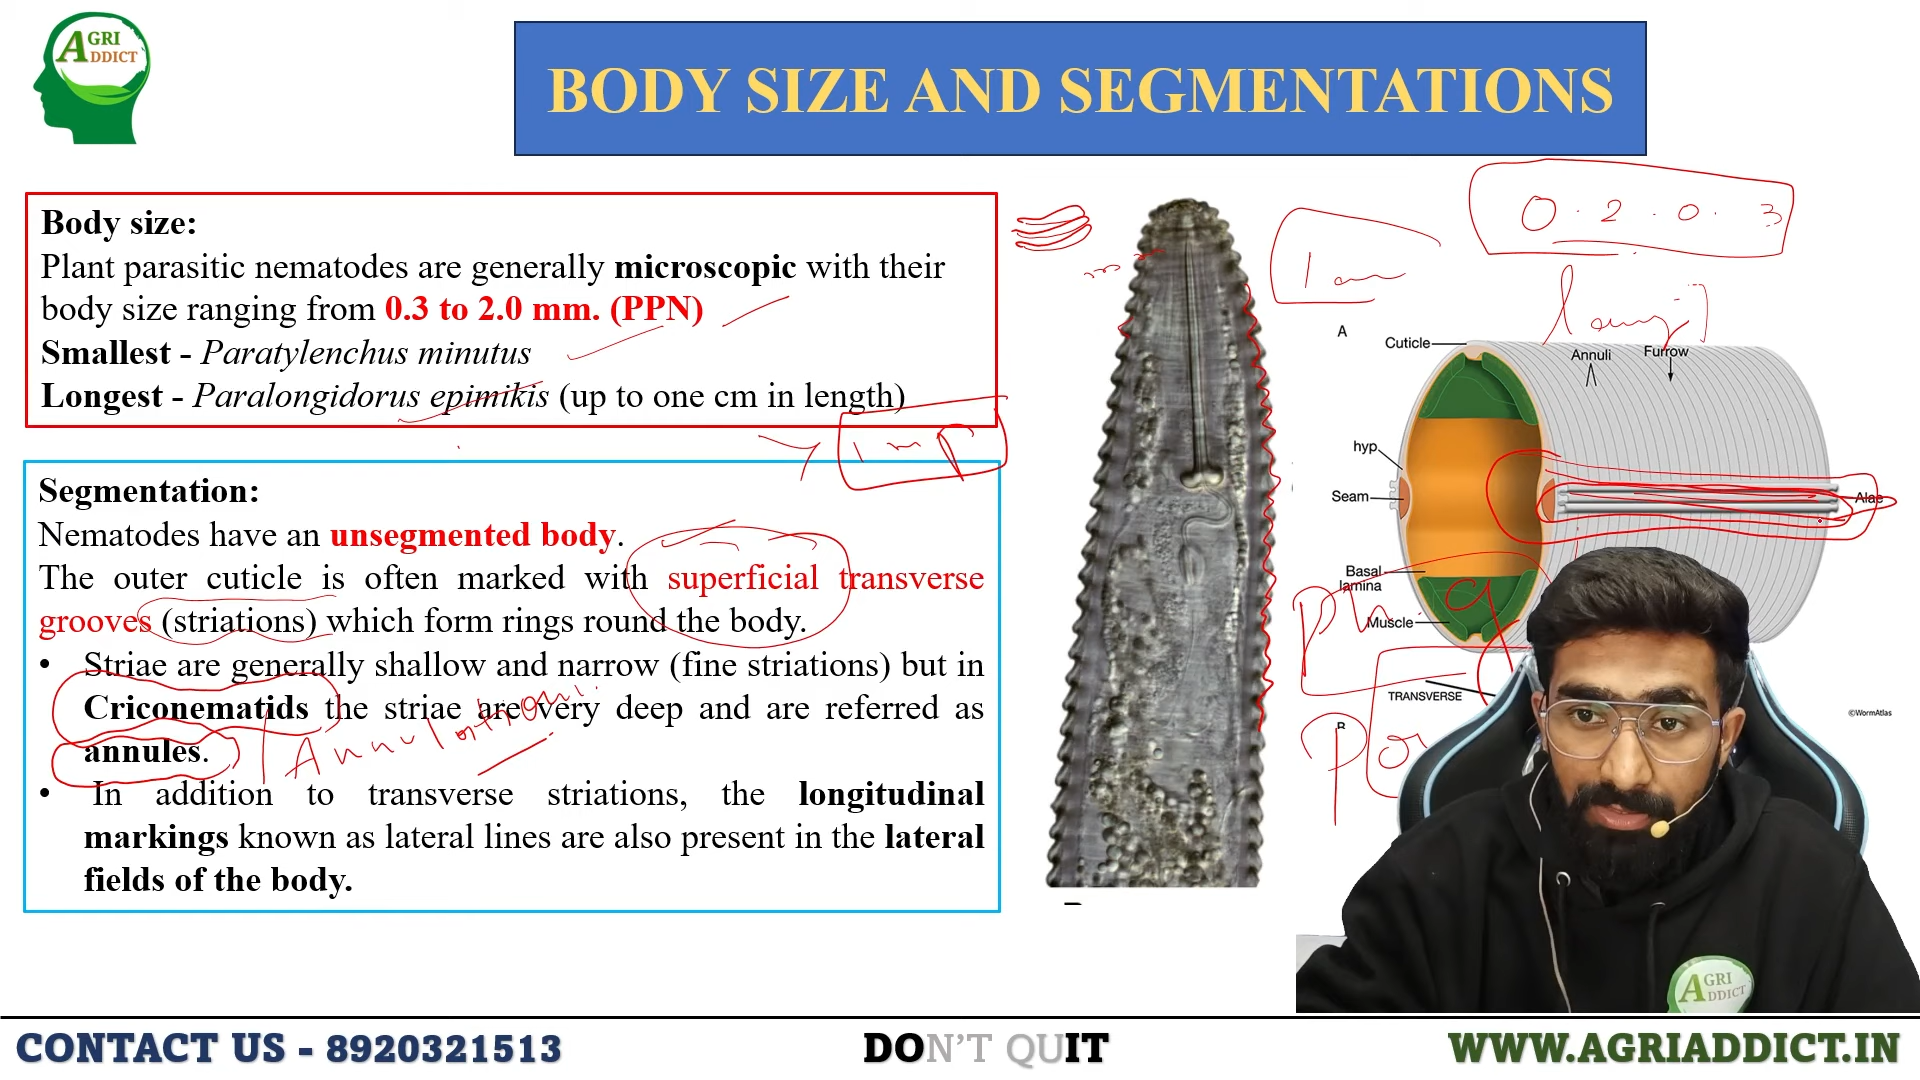 AGRI
ADDICT
BODY SIZE AND SEGMENTATIONS
Body size:
Plant parasitic nematodes are generally microscopic with their
body size ranging from 0.3 to 2.0 mm. (PPN)
Smallest - Paratylenchus minutus
Longest - Paralongidorus epimikis (up to one cm in length)
Imp
Segmentation:
Nematodes have an unsegmented body.
The outer cuticle is often marked with superficial transverse
grooves (striations) which form rings round the body.
• Striae are generally shallow and narrow (fine striations) but in
Criconematids the striae are very deep and are referred as
annules.
Annulations
• In addition to transverse striations, the longitudinal
markings known as lateral lines are also present in the lateral
fields of the body.
0.2.0.3
A
Cuticle
Annuli
Furrow
hyp
Seam
Alae
Basal
lamina
Muscle
TRANSVERSE
©WormAtlas
B
AGRI
ADDICT
CONTACT US - 8920321513
DON'T QUIT
WWW.AGRIADDICT.IN